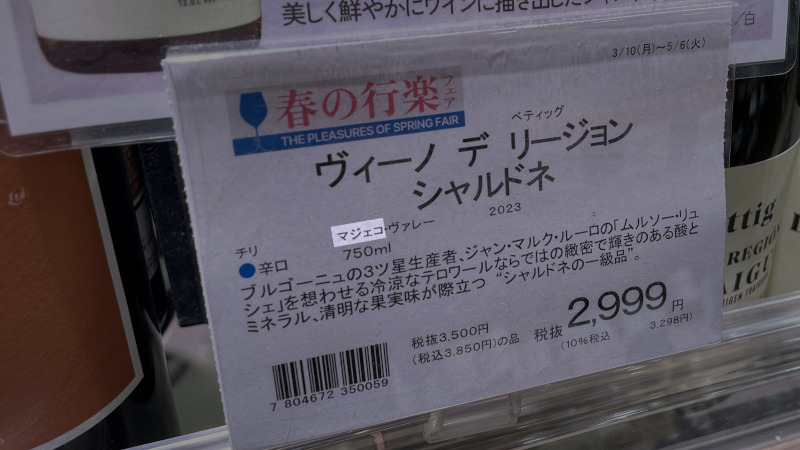 美しく鮮やかにワインに描き出した
/白
3/10(月)～5/6(火)
春の行楽フェア
THE PLEASURES OF SPRING FAIR
ペティッグ
ヴィーノ デ リージョン
シャルドネ
2023
チリ マジェコ・ヴァレー
●辛口 750ml
ブルゴーニュの3ツ星生産者、ジャン・マルク・ルーロの「ムルソー・リュ
シェ」を想わせる冷涼なテロワールならではの緻密で輝きのある酸と
ミネラル、清明な果実味が際立つ “シャルドネの一級品”。
税抜3,500円
(税込3,850円)の品
税抜 2,999円
(10%税込 3,298円)
7 804672 350059
ttig
REGIÓN
AIGU